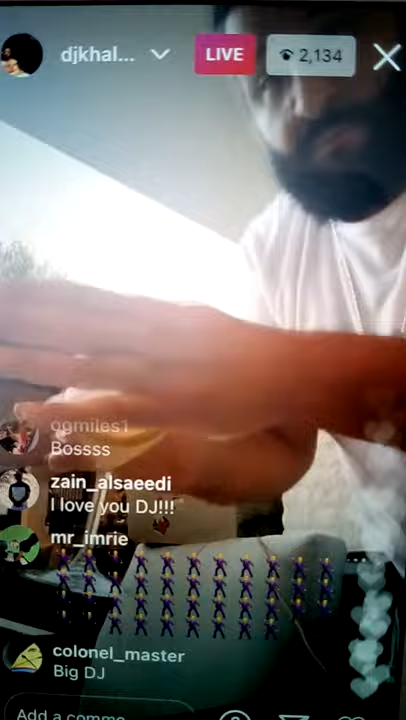 djkhal...
LIVE
2,134
ogmiles1
Bossss
zain_alsaeedi
I love you DJ!!!
mr_imrie
colonel_master
Big DJ
Add a comme